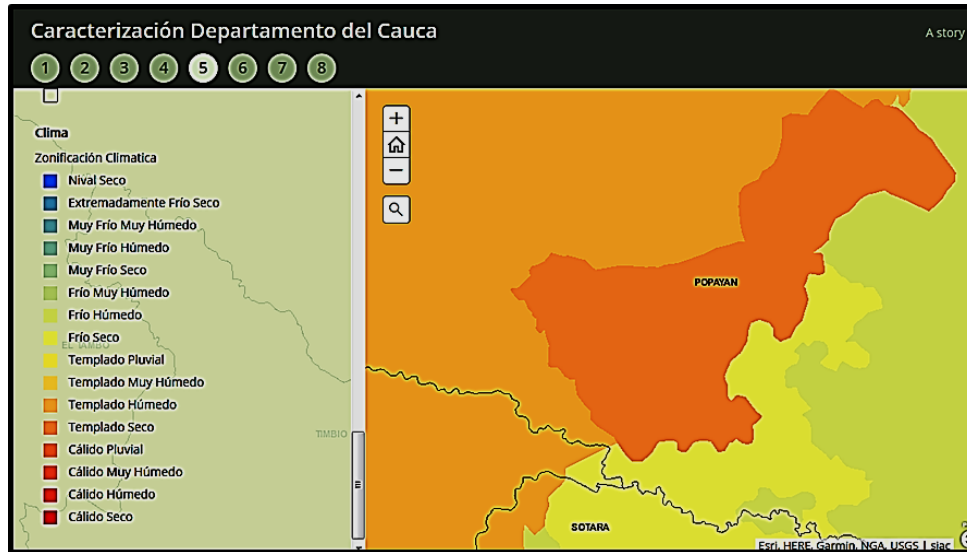 Caracterización Departamento del Cauca
A story
1 2 3 4 5 6 7 8
Clima
Zonificación Climatica
Nival Seco
Extremadamente Frío Seco
Muy Frío Muy Húmedo
Muy Frío Húmedo
Muy Frío Seco
Frío Muy Húmedo
Frío Húmedo
Frío Seco
EL TAMBO
Templado Pluvial
Templado Muy Húmedo
Templado Húmedo
Templado Seco
TIMBIO
Cálido Pluvial
Cálido Muy Húmedo
Cálido Húmedo
Cálido Seco
+
−
POPAYAN
SOTARA
Esri, HERE, Garmin, NGA, USGS | siac